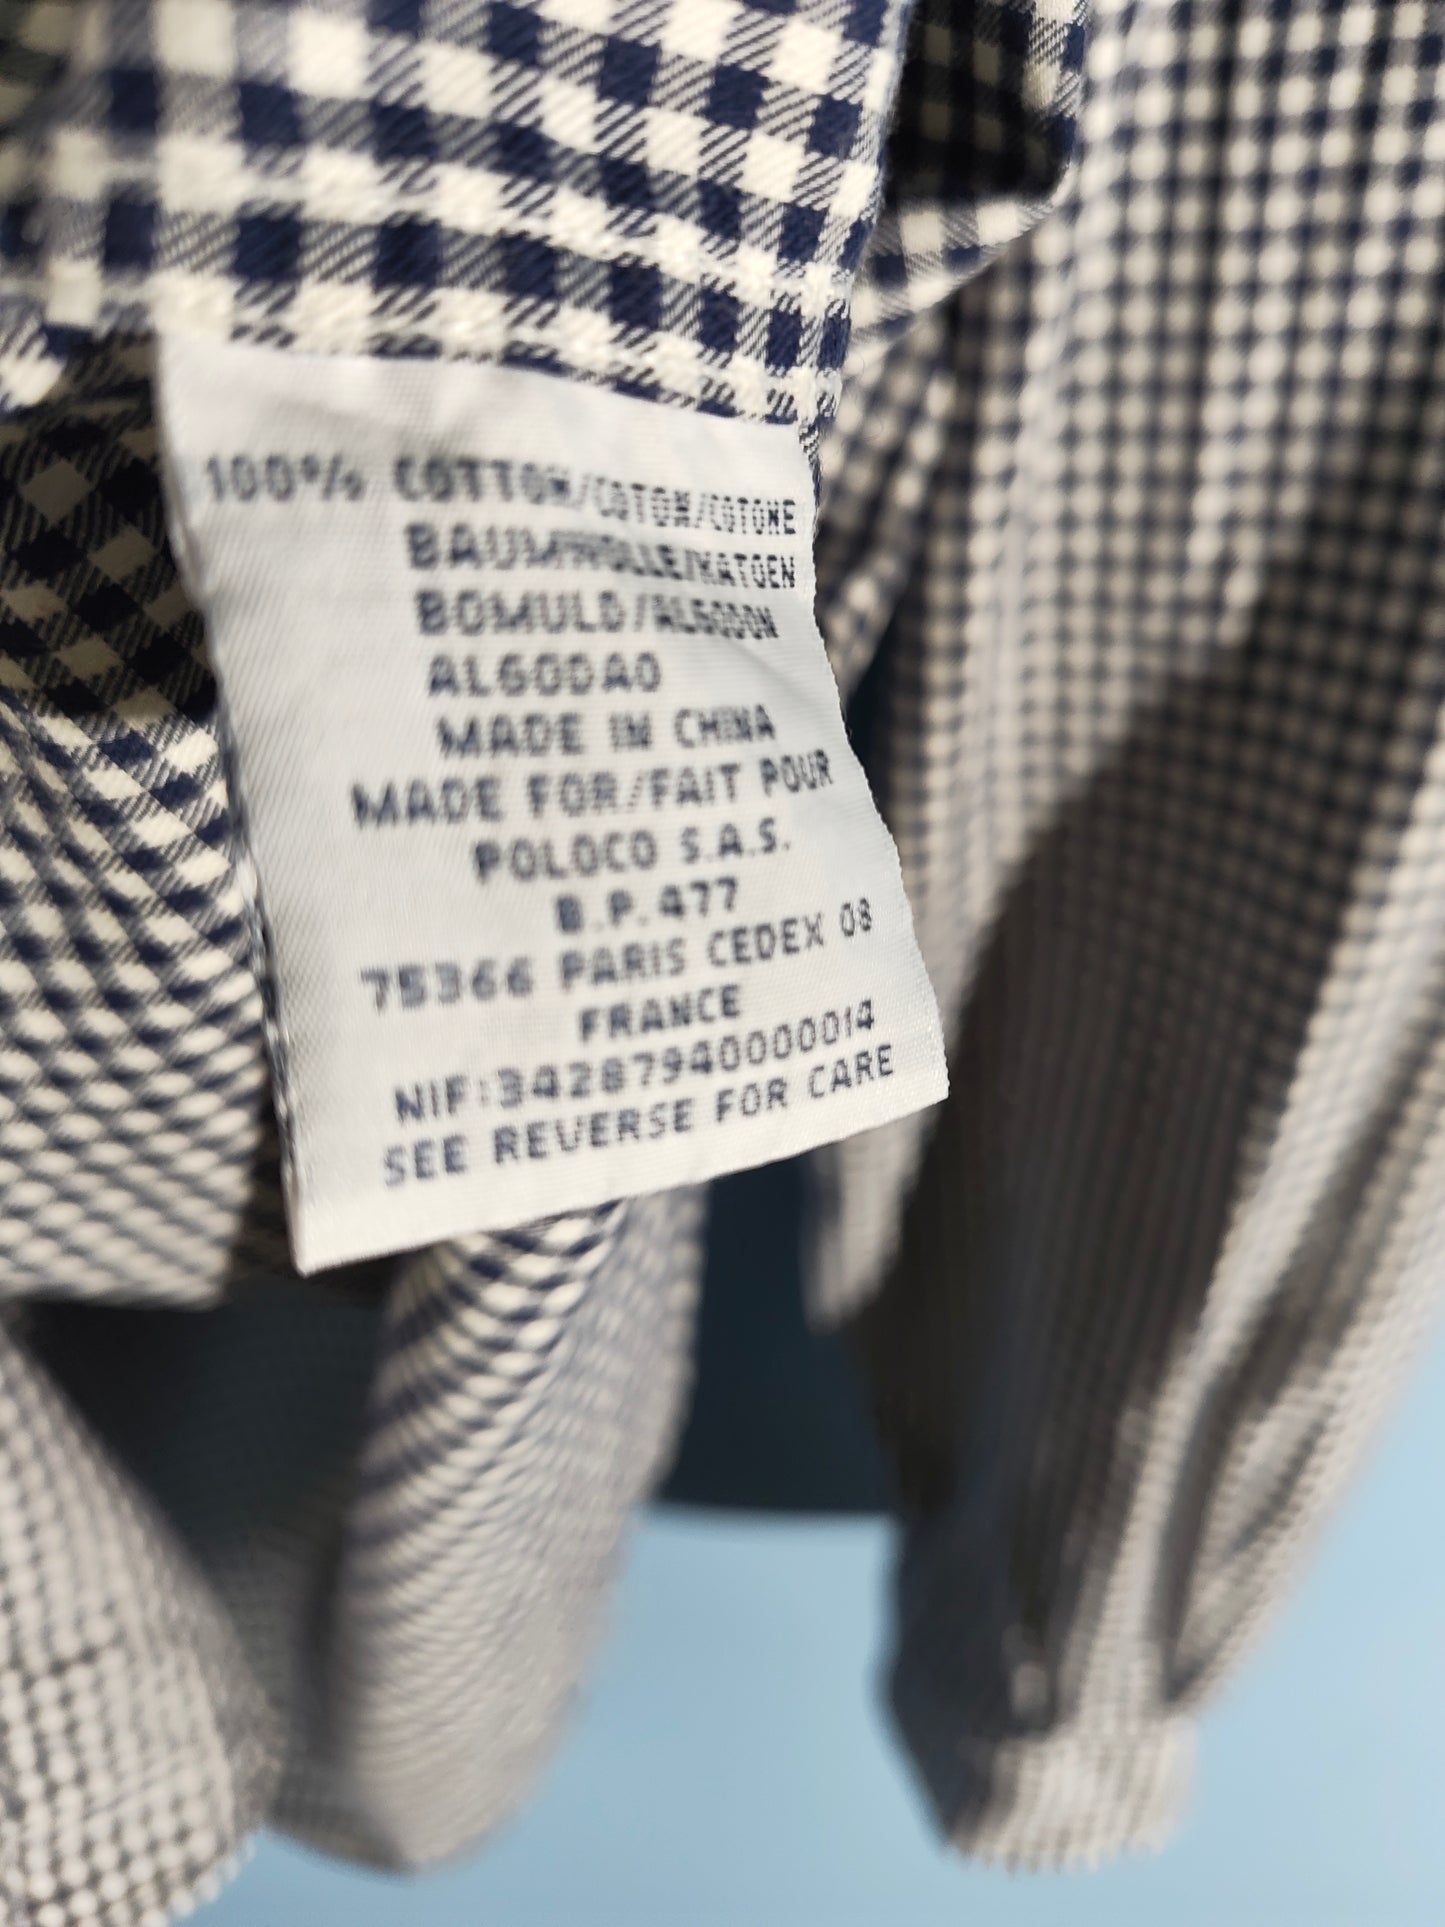 100% COTTON/COTON/COTONE
BAUMWOLLE/KATOEN
BOMULD/ALGODON
ALGODAO
MADE IN CHINA
MADE FOR/FAIT POUR
POLOCO S.A.S.
B.P.477
75366 PARIS CEDEX 08
FRANCE
NIF:34287940000014
SEE REVERSE FOR CARE